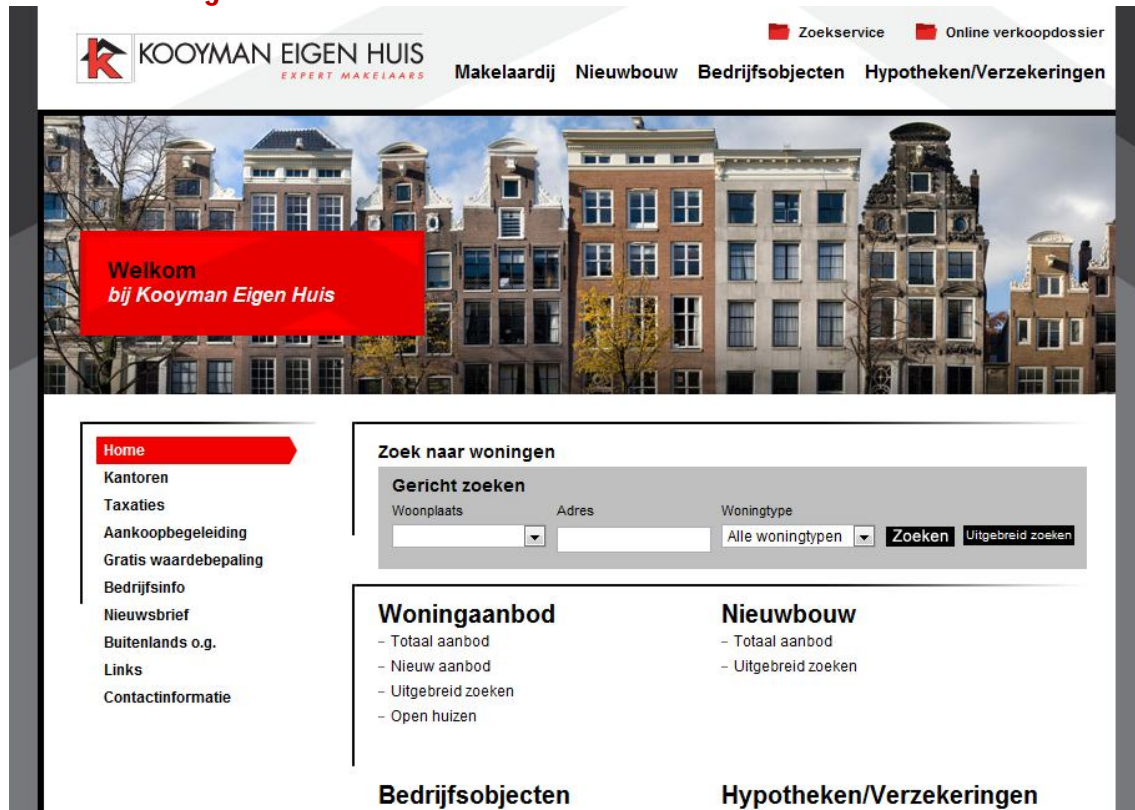 Zoekservice Online verkoopdossier
KOOYMAN EIGEN HUIS
EXPERT MAKELAARS
Makelaardij Nieuwbouw Bedrijfsobjecten Hypotheken/Verzekeringen
Welkom
bij Kooyman Eigen Huis
Home
Kantoren
Taxaties
Aankoopbegeleiding
Gratis waardebepaling
Bedrijfsinfo
Nieuwsbrief
Buitenlands o.g.
Links
Contactinformatie
Zoek naar woningen
Gericht zoeken
Woonplaats Adres Woningtype
Alle woningtypen Zoeken Uitgebreid zoeken
Woningaanbod
- Totaal aanbod
- Nieuw aanbod
- Uitgebreid zoeken
- Open huizen
Nieuwbouw
- Totaal aanbod
- Uitgebreid zoeken
Bedrijfsobjecten
Hypotheken/Verzekeringen